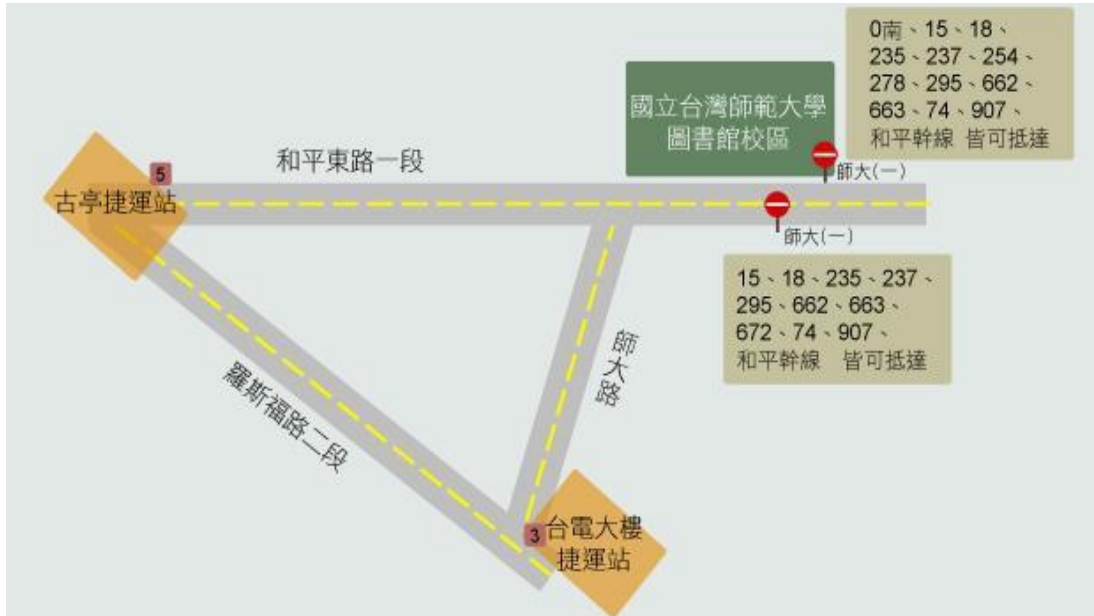 0南、15、18、
235、237、254、
278、295、662、
663、74、907、
和平幹線 皆可抵達
國立台灣師範大學
圖書館校區
和平東路一段
師大(一)
5
古亭捷運站
師大(一)
15、18、235、237、
295、662、663、
672、74、907、
和平幹線 皆可抵達
師大路
羅斯福路二段
3
台電大樓
捷運站